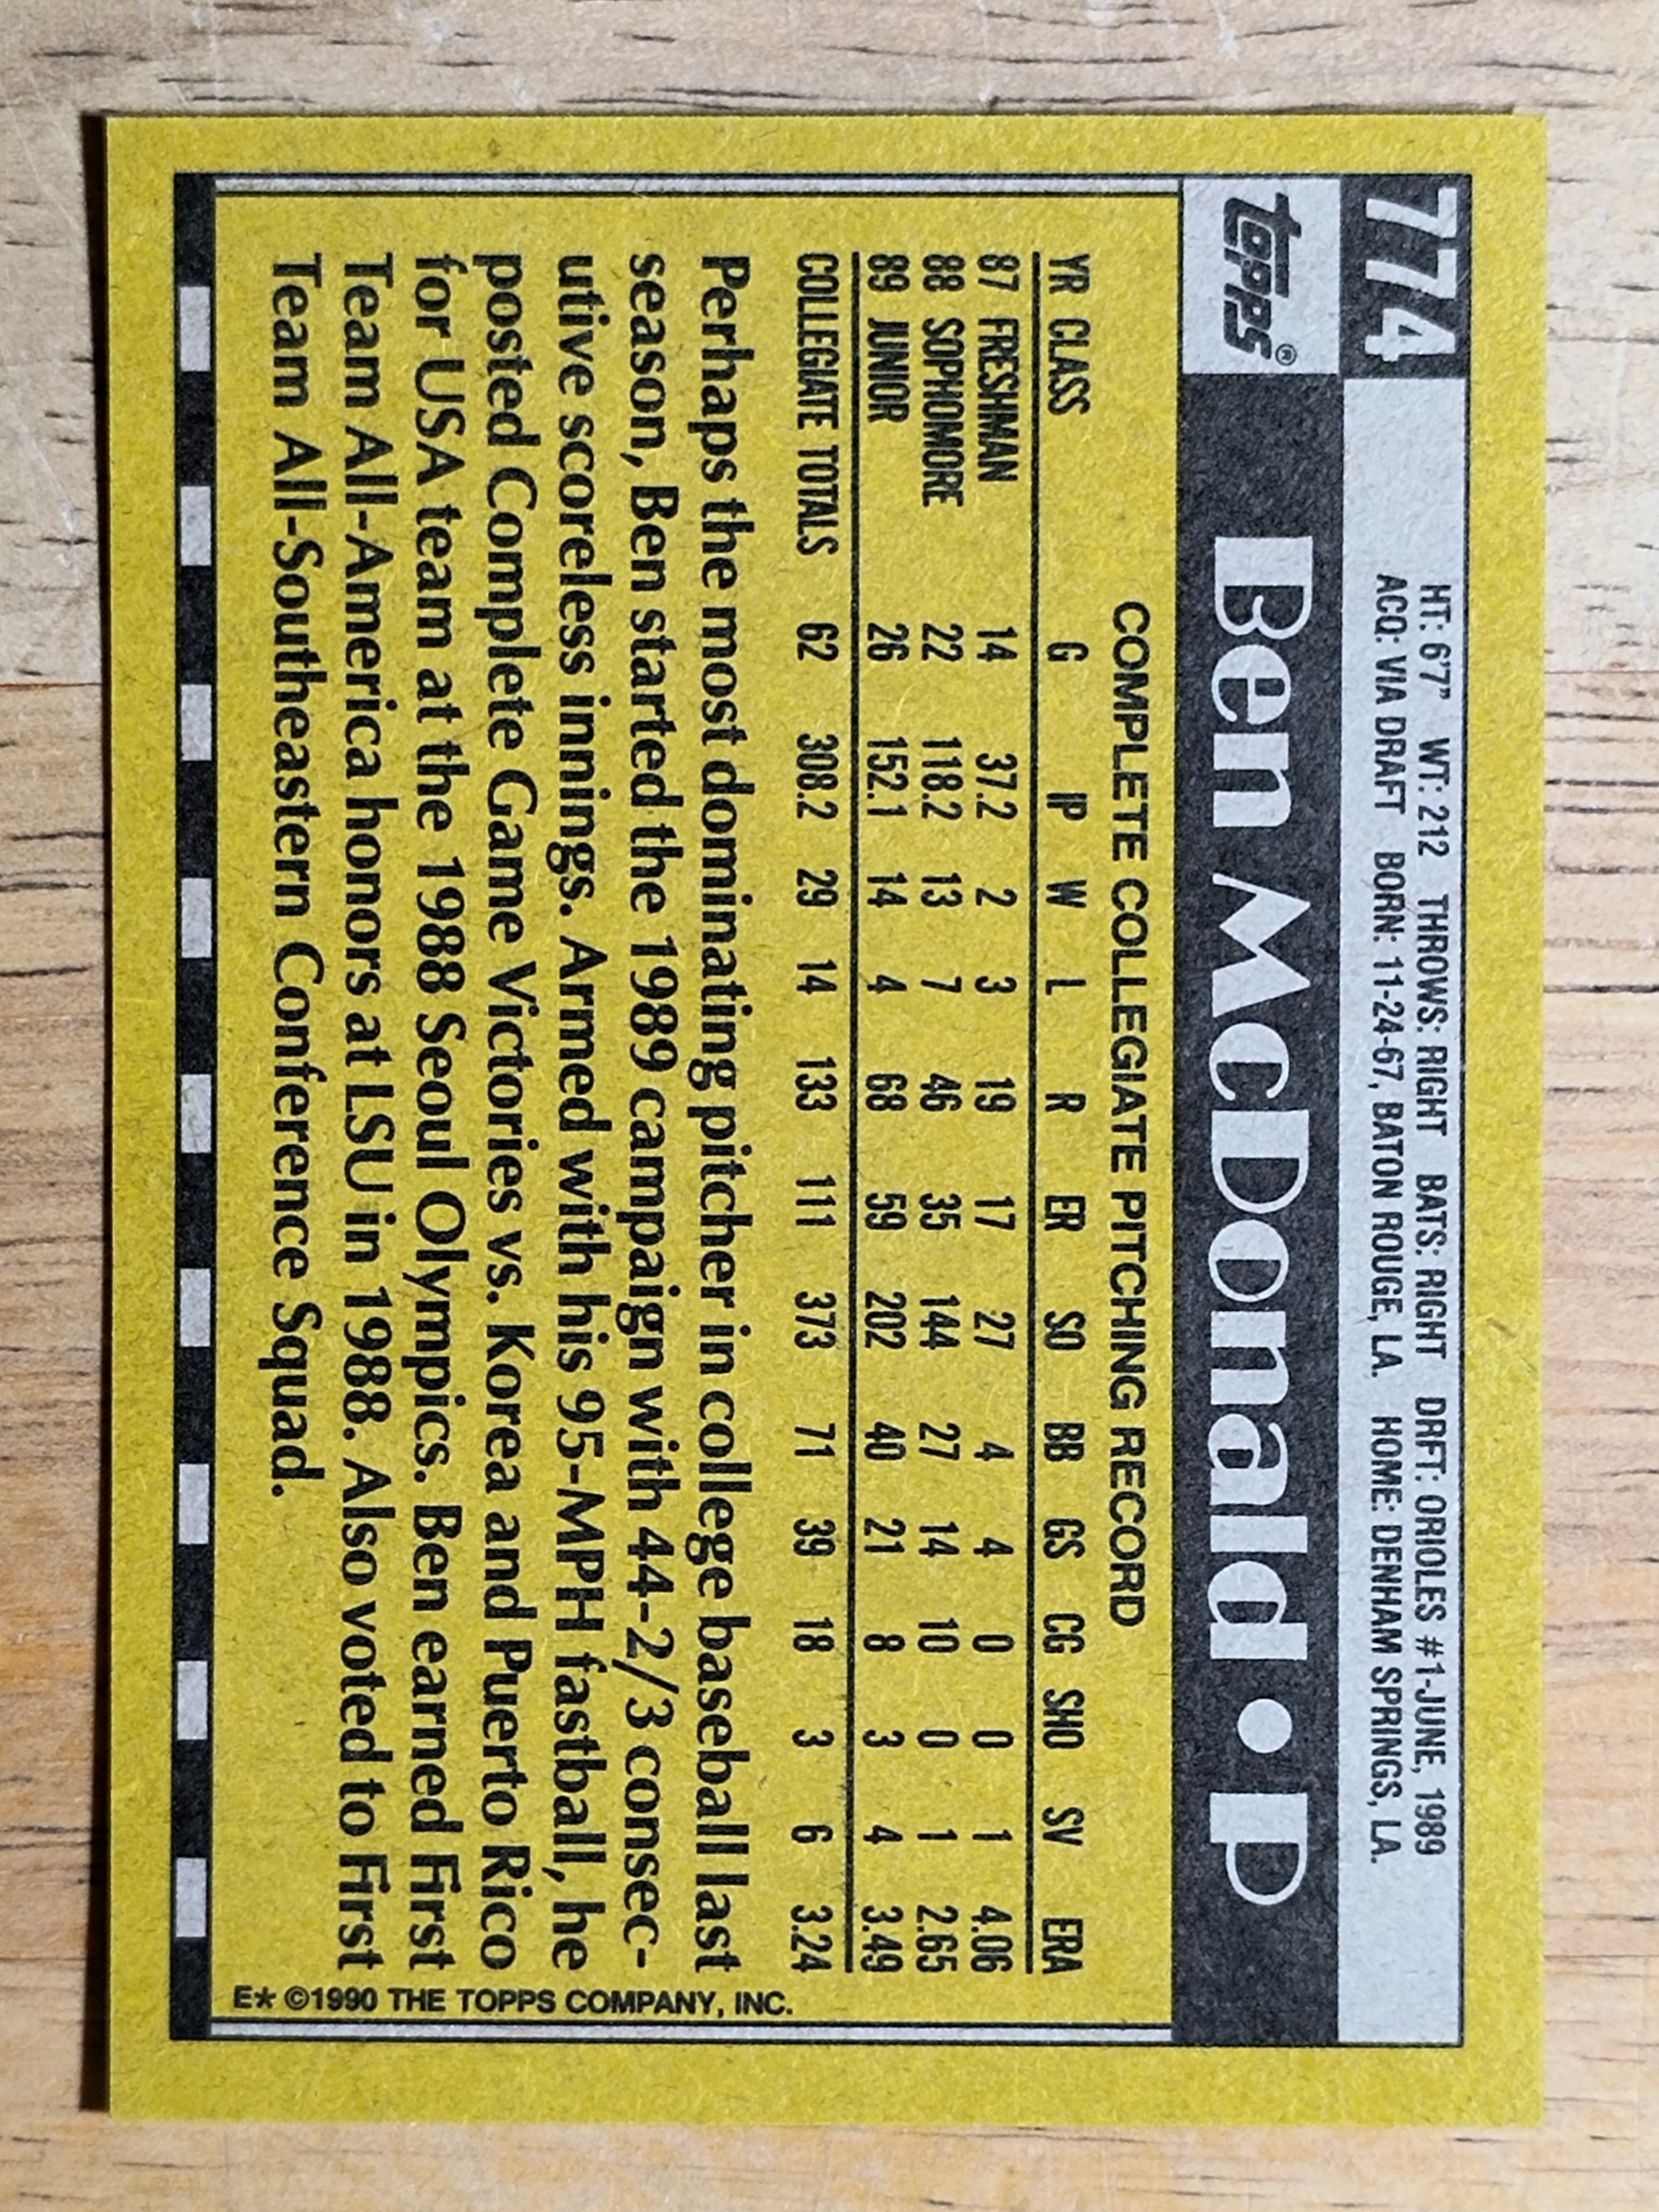 774 HT: 6'7" WT: 212 THROWS: RIGHT BATS: RIGHT DRFT: ORIOLES #1-JUNE, 1989
ACQ: VIA DRAFT BORN: 11-24-67, BATON ROUGE, LA. HOME: DENHAM SPRINGS, LA.
topps® Ben McDonald • P
COMPLETE COLLEGIATE PITCHING RECORD
YR CLASS G IP W L R ER SO BB GS CG SHO SV ERA
87 FRESHMAN 14 37.2 2 3 19 17 27 4 4 0 0 1 4.06
88 SOPHOMORE 22 118.2 13 7 46 35 144 27 14 10 0 1 2.65
89 JUNIOR 26 152.1 14 4 68 59 202 40 21 8 3 4 3.49
COLLEGIATE TOTALS 62 308.2 29 14 133 111 373 71 39 18 3 6 3.24
Perhaps the most dominating pitcher in college baseball last
season, Ben started the 1989 campaign with 44-2/3 consec-
utive scoreless innings. Armed with his 95-MPH fastball, he
posted Complete Game Victories vs. Korea and Puerto Rico
for USA team at the 1988 Seoul Olympics. Ben earned First
Team All-America honors at LSU in 1988. Also voted to First
Team All-Southeastern Conference Squad.
E* ©1990 THE TOPPS COMPANY, INC.